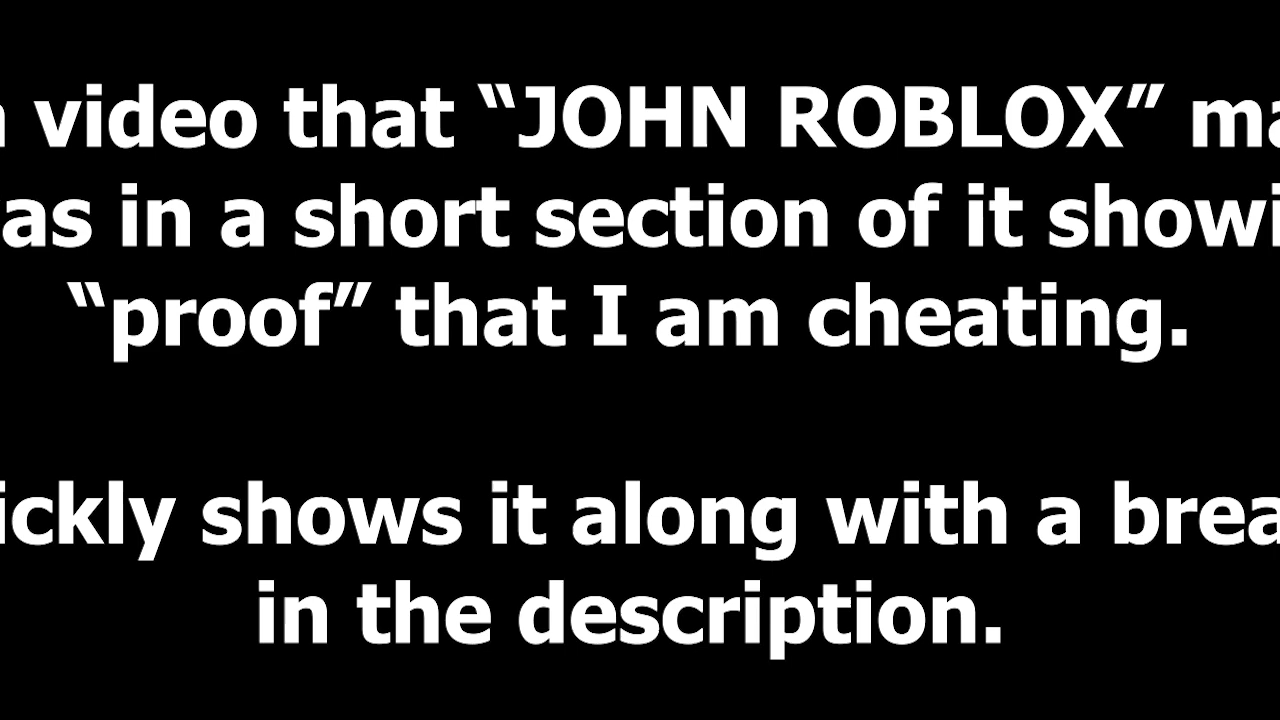 video that “JOHN ROBLOX”
in a short section of it
“proof” that I am cheating.
shows it along with a
in the description.